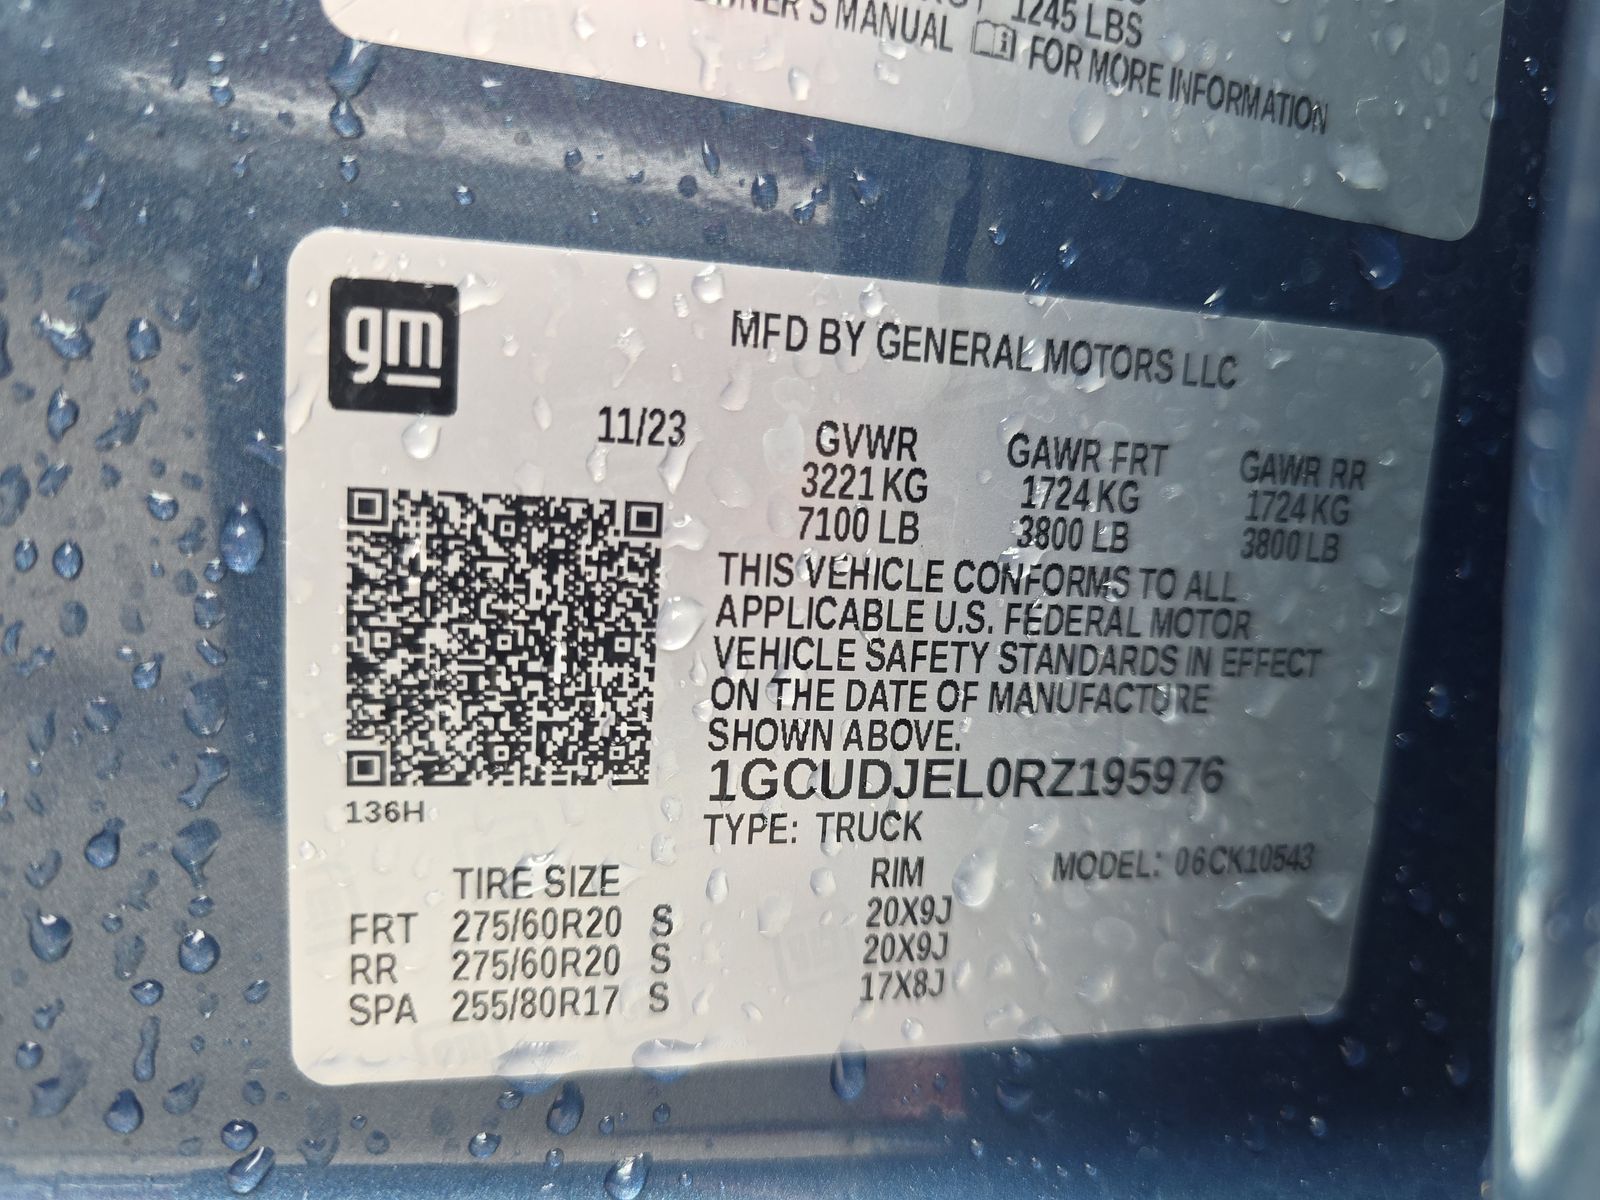 1245 LBS
OWNER'S MANUAL FOR MORE INFORMATION
gm
MFD BY GENERAL MOTORS LLC
11/23
GVWR GAWR FRT GAWR RR
3221 KG 1724 KG 1724 KG
7100 LB 3800 LB 3800 LB
THIS VEHICLE CONFORMS TO ALL
APPLICABLE U.S. FEDERAL MOTOR
VEHICLE SAFETY STANDARDS IN EFFECT
ON THE DATE OF MANUFACTURE
SHOWN ABOVE.
1GCUDJEL0RZ195976
136H
TYPE: TRUCK
MODEL: 06CK10543
TIRE SIZE RIM
FRT 275/60R20 S 20X9J
RR 275/60R20 S 20X9J
SPA 255/80R17 S 17X8J